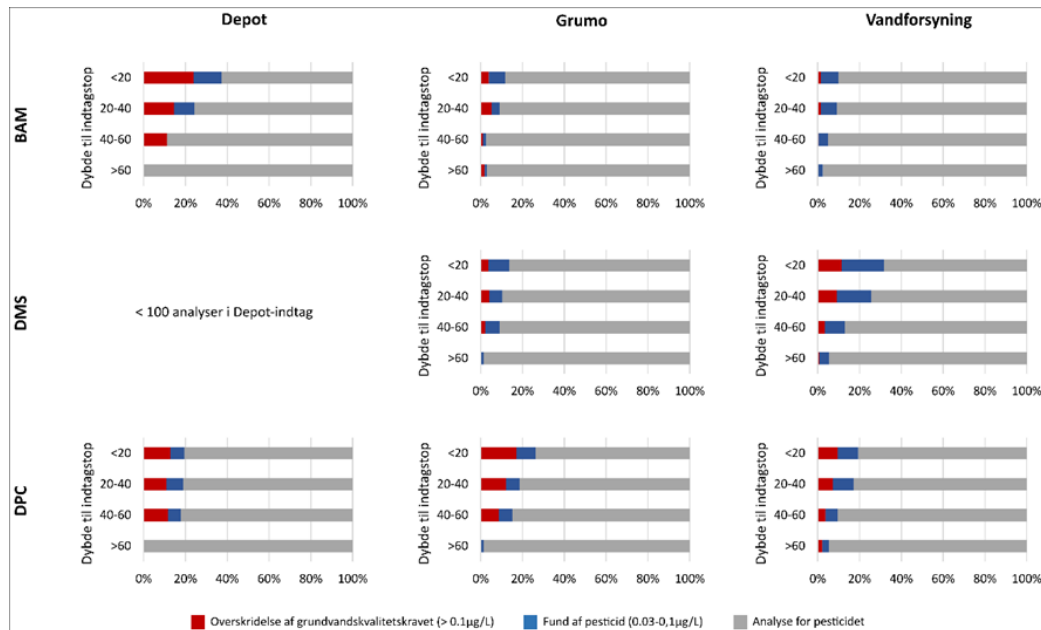 Depot Grumo Vandforsyning
BAM
Dybde til indtagstop
<20
20-40
40-60
>60
0% 20% 40% 60% 80% 100%
Dybde til indtagstop
<20
20-40
40-60
>60
0% 20% 40% 60% 80% 100%
Dybde til indtagstop
<20
20-40
40-60
>60
0% 20% 40% 60% 80% 100%
DMS
< 100 analyser i Depot-indtag
Dybde til indtagstop
<20
20-40
40-60
>60
0% 20% 40% 60% 80% 100%
Dybde til indtagstop
<20
20-40
40-60
>60
0% 20% 40% 60% 80% 100%
DPC
Dybde til indtagstop
<20
20-40
40-60
>60
0% 20% 40% 60% 80% 100%
Dybde til indtagstop
<20
20-40
40-60
>60
0% 20% 40% 60% 80% 100%
Dybde til indtagstop
<20
20-40
40-60
>60
0% 20% 40% 60% 80% 100%
Overskridelse af grundvandskvalitetskravet (> 0.1µg/L) Fund af pesticid (0.03-0,1µg/L) Analyse for pesticidet